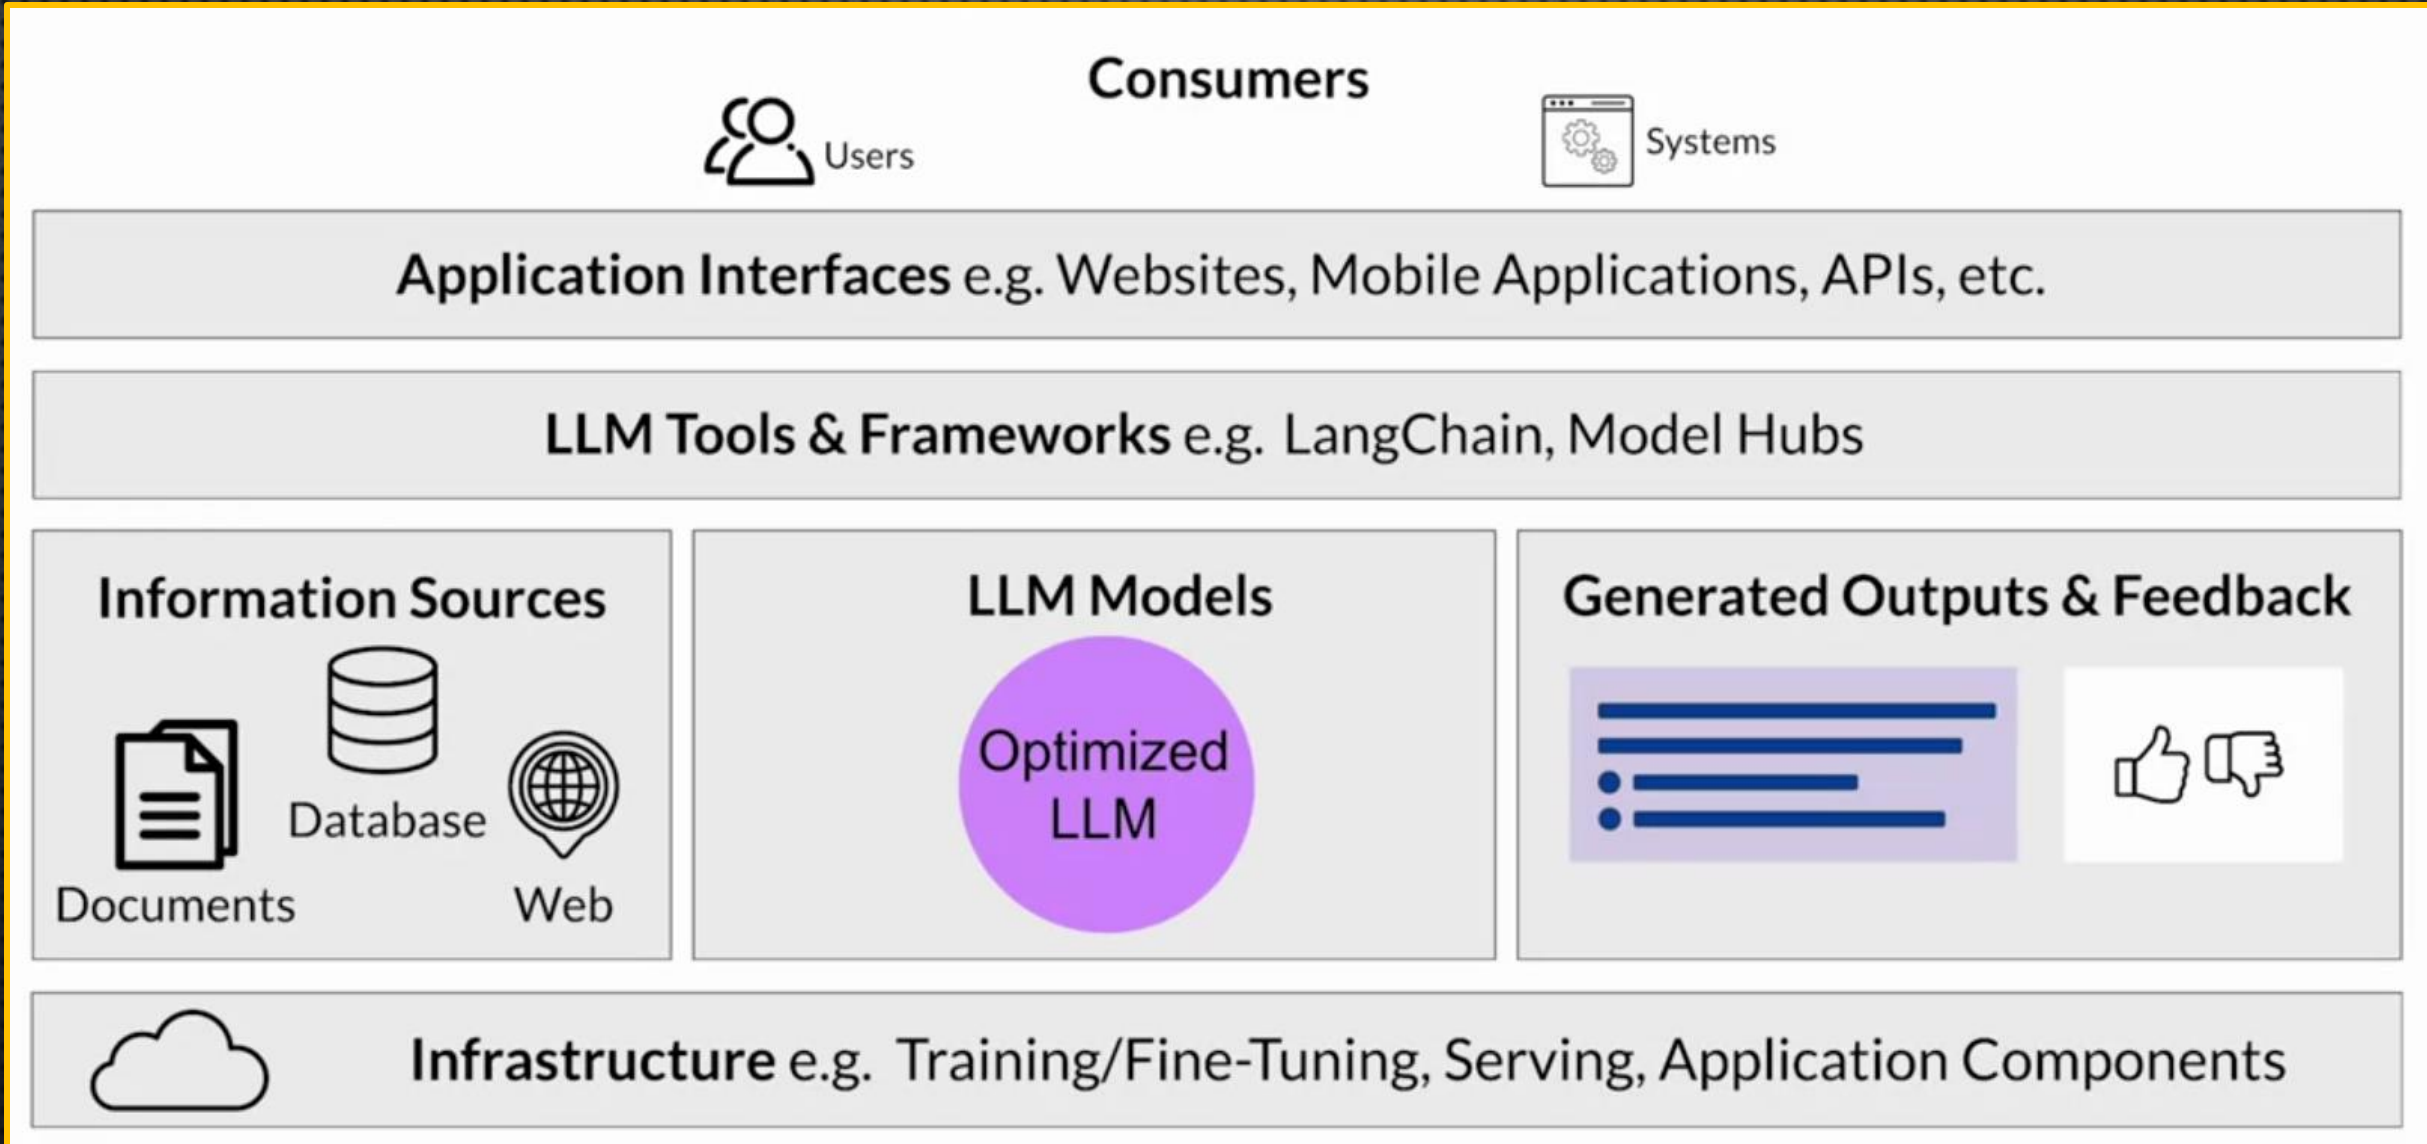 Consumers
Users
Systems
Application Interfaces e.g. Websites, Mobile Applications, APIs, etc.
LLM Tools & Frameworks e.g. LangChain, Model Hubs
Information Sources
Documents
Database
Web
LLM Models
Optimized
LLM
Generated Outputs & Feedback
Infrastructure e.g. Training/Fine-Tuning, Serving, Application Components